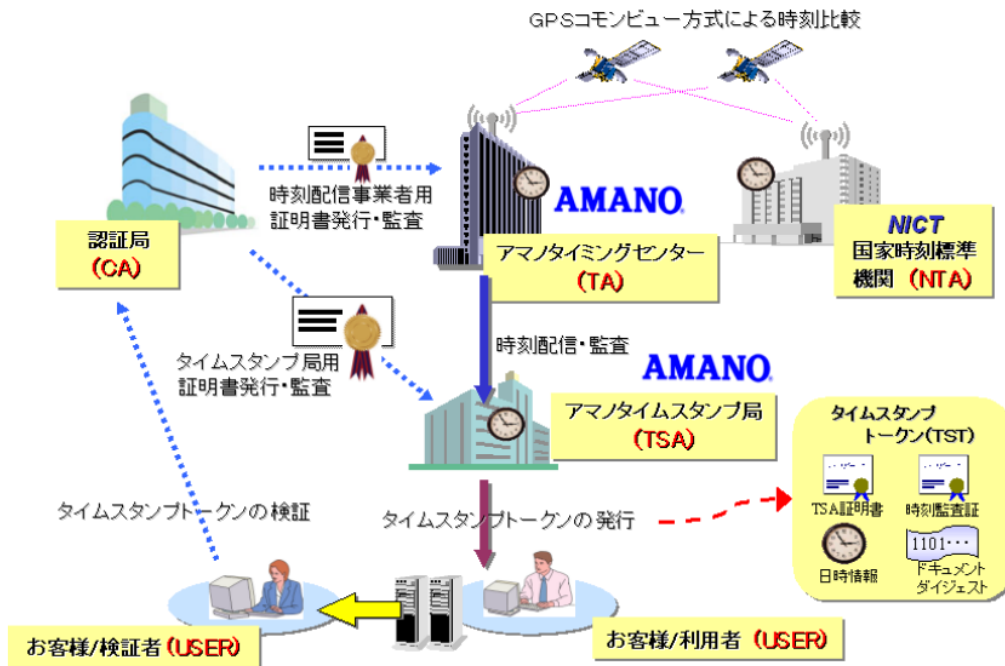 GPSコモンビュー方式による時刻比較
時刻配信事業者用
証明書発行・監査
AMANO
NICT
国家時刻標準
機関 (NTA)
認証局
(CA)
アマノタイミングセンター
(TA)
時刻配信・監査
タイムスタンプ局用
証明書発行・監査
AMANO
アマノタイムスタンプ局
(TSA)
タイムスタンプ
トークン(TST)
TSA証明書
時刻監査証
1101・・・
日時情報
ドキュメント
ダイジェスト
タイムスタンプトークンの検証
タイムスタンプトークンの発行
お客様/検証者 (USER)
お客様/利用者 (USER)